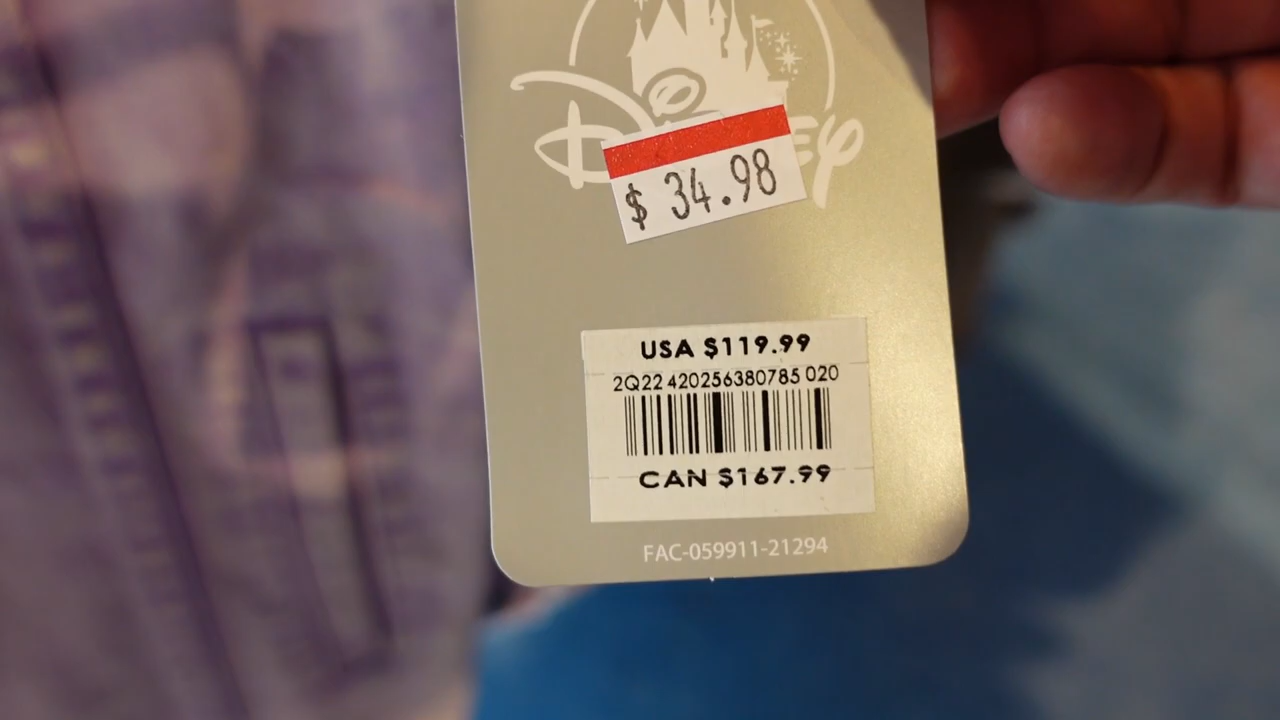 Disney
$ 34.98
USA $119.99
2Q22 420256380785 020
CAN $167.99
FAC-059911-21294